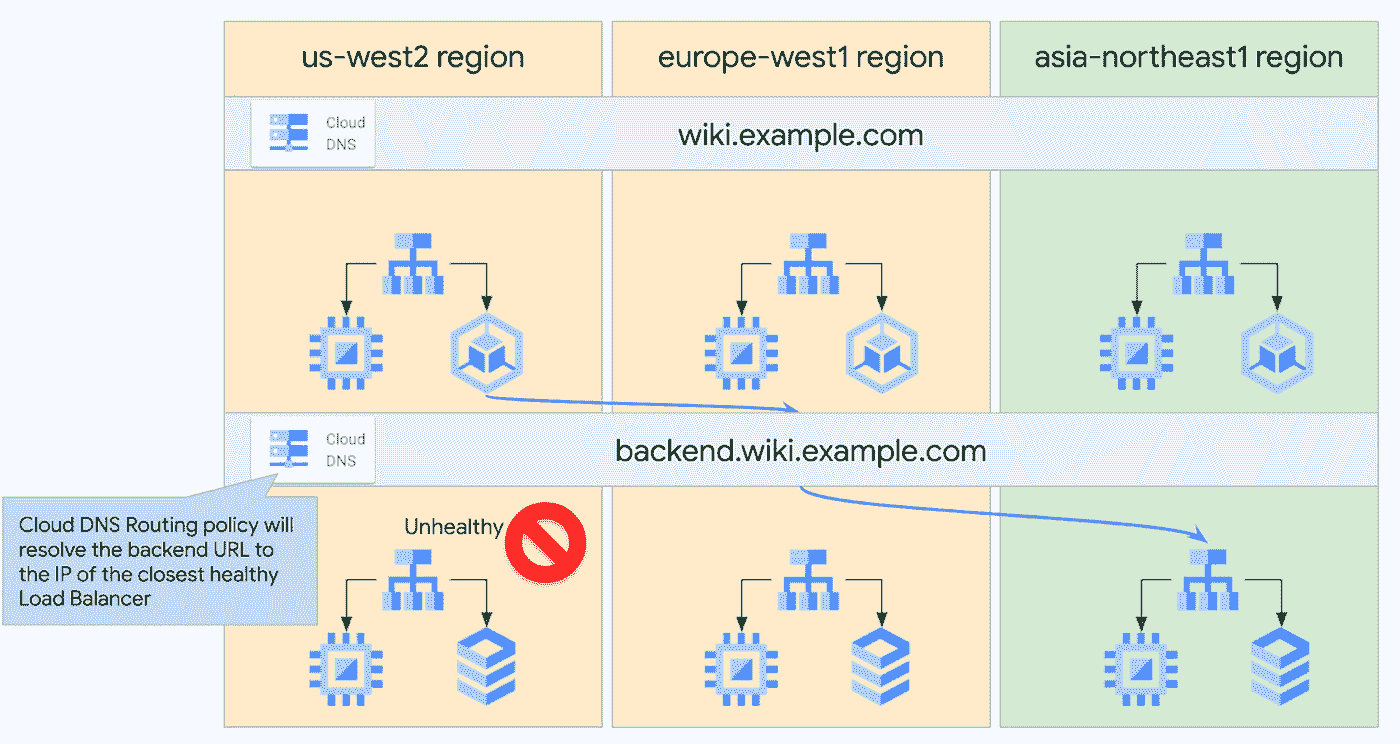 us-west2 region
europe-west1 region
asia-northeast1 region
Cloud
DNS
wiki.example.com
Cloud
DNS
backend.wiki.example.com
Cloud DNS Routing policy will
resolve the backend URL to
the IP of the closest healthy
Load Balancer
Unhealthy